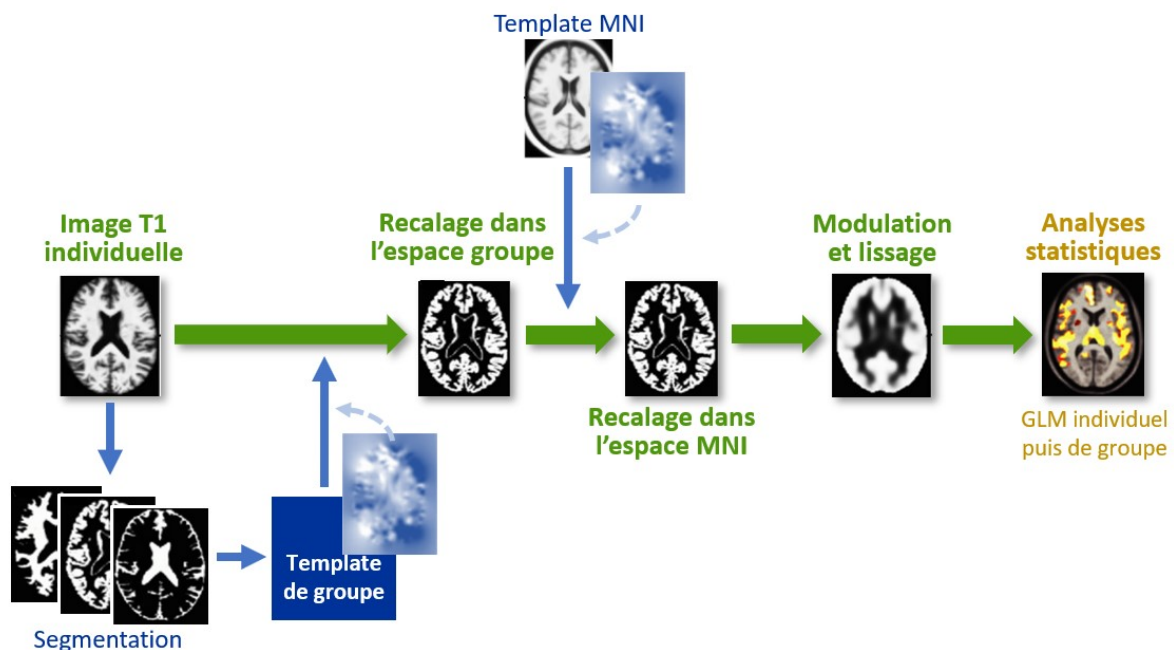 Template MNI
Image T1
individuelle
Recalage dans
l'espace groupe
Modulation
et lissage
Analyses
statistiques
Recalage dans
l'espace MNI
GLM individuel
puis de groupe
Template
de groupe
Segmentation